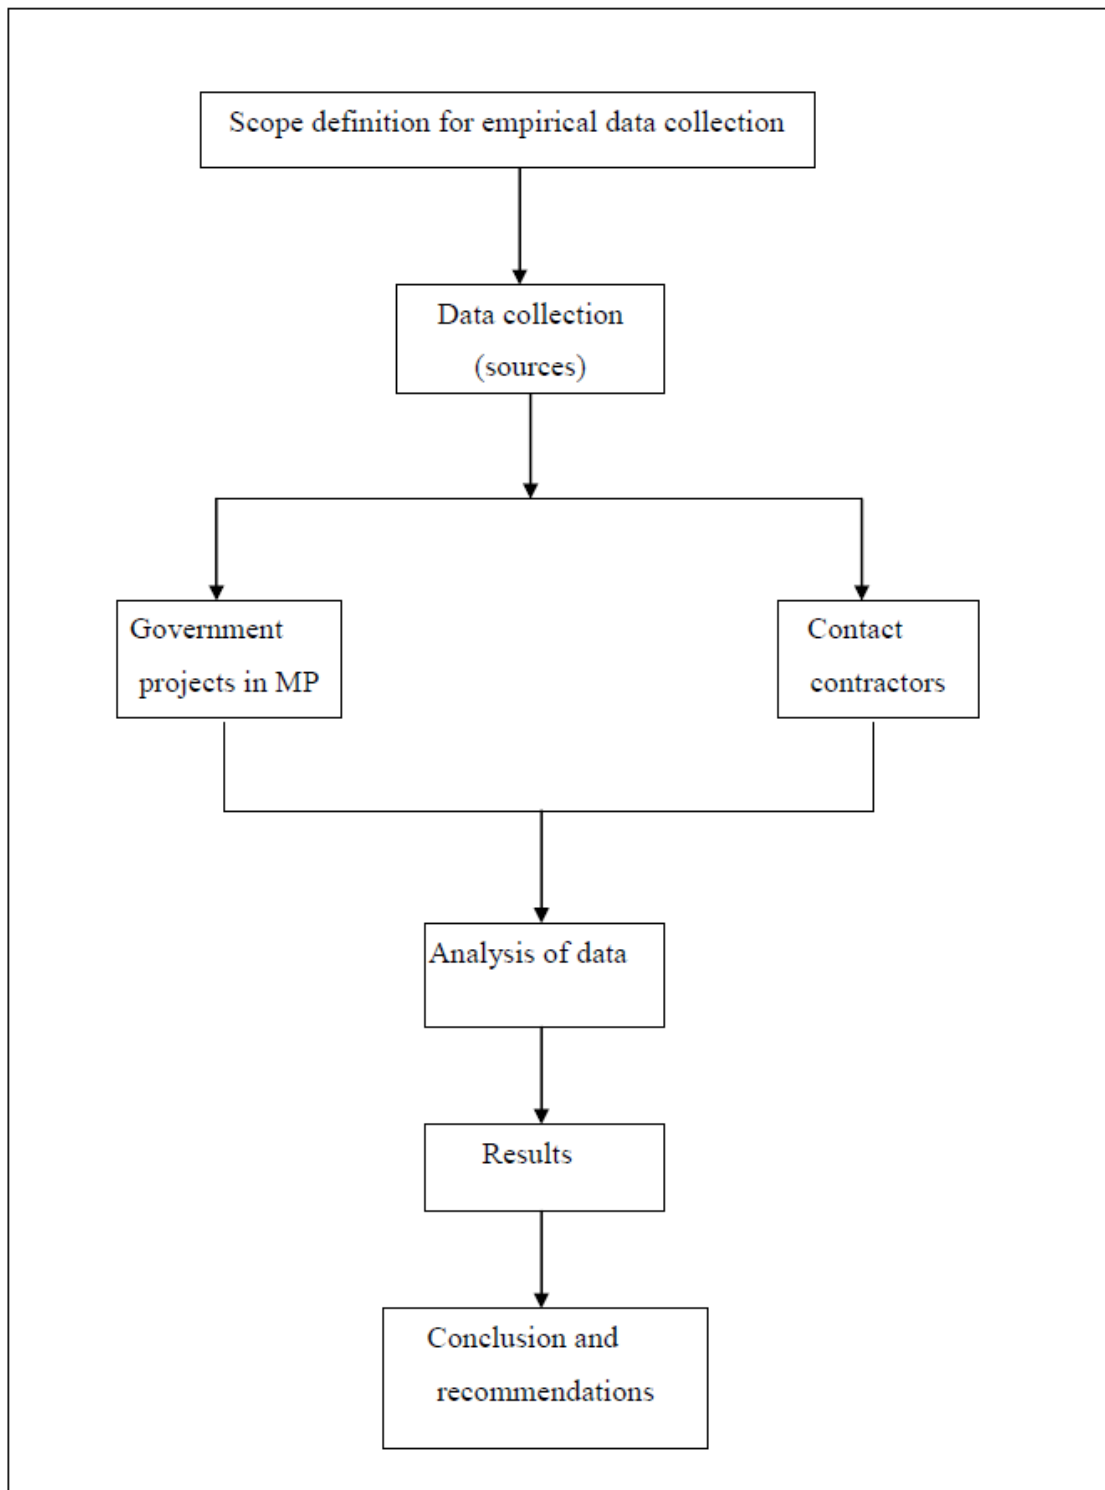 Scope definition for empirical data collection
Data collection
(sources)
Government
projects in MP
Contact
contractors
Analysis of data
Results
Conclusion and
recommendations